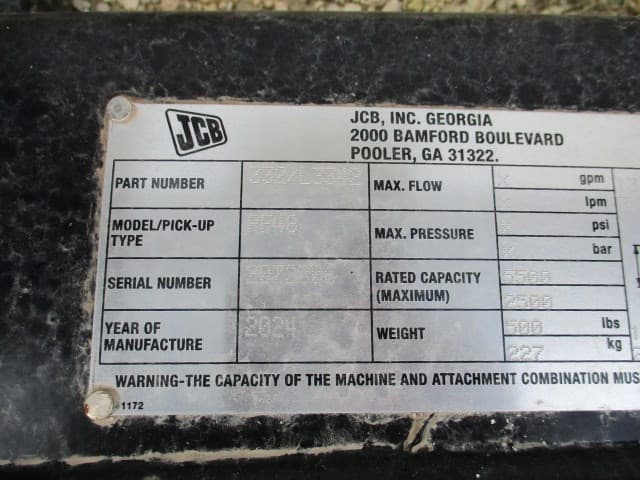 JCB
JCB, INC. GEORGIA
2000 BAMFORD BOULEVARD
POOLER, GA 31322.
PART NUMBER
MAX. FLOW
X gpm
X lpm
MODEL/PICK-UP TYPE
PF48
MAX. PRESSURE
X psi
X bar
SERIAL NUMBER
RATED CAPACITY (MAXIMUM)
5500
2500
YEAR OF MANUFACTURE
2024
WEIGHT
500 lbs
227 kg
WARNING-THE CAPACITY OF THE MACHINE AND ATTACHMENT COMBINATION MUS
1172